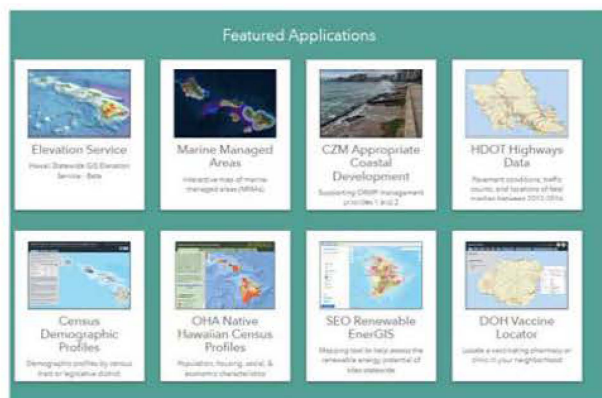 Featured Applications
Elevation Service
Hawaii Statewide GIS Elevation
Service - Beta
Marine Managed
Areas
Interactive map of marine
managed areas (MMAs)
CZM Appropriate
Coastal
Development
Supporting ORMP management
priorities 1 and 2
HDOT Highways
Data
Pavement conditions, traffic
counts, and locations of fatal
crashes between 2012-2016
Census
Demographic
Profiles
Demographic profiles by census
tract or legislative district
OHA Native
Hawaiian Census
Profiles
Population, housing, social, &
economic characteristics
SEO Renewable
EnerGIS
Mapping tool to help assess the
renewable energy potential of
sites statewide
DOH Vaccine
Locator
Locate a vaccinating pharmacy or
clinic in your neighborhood